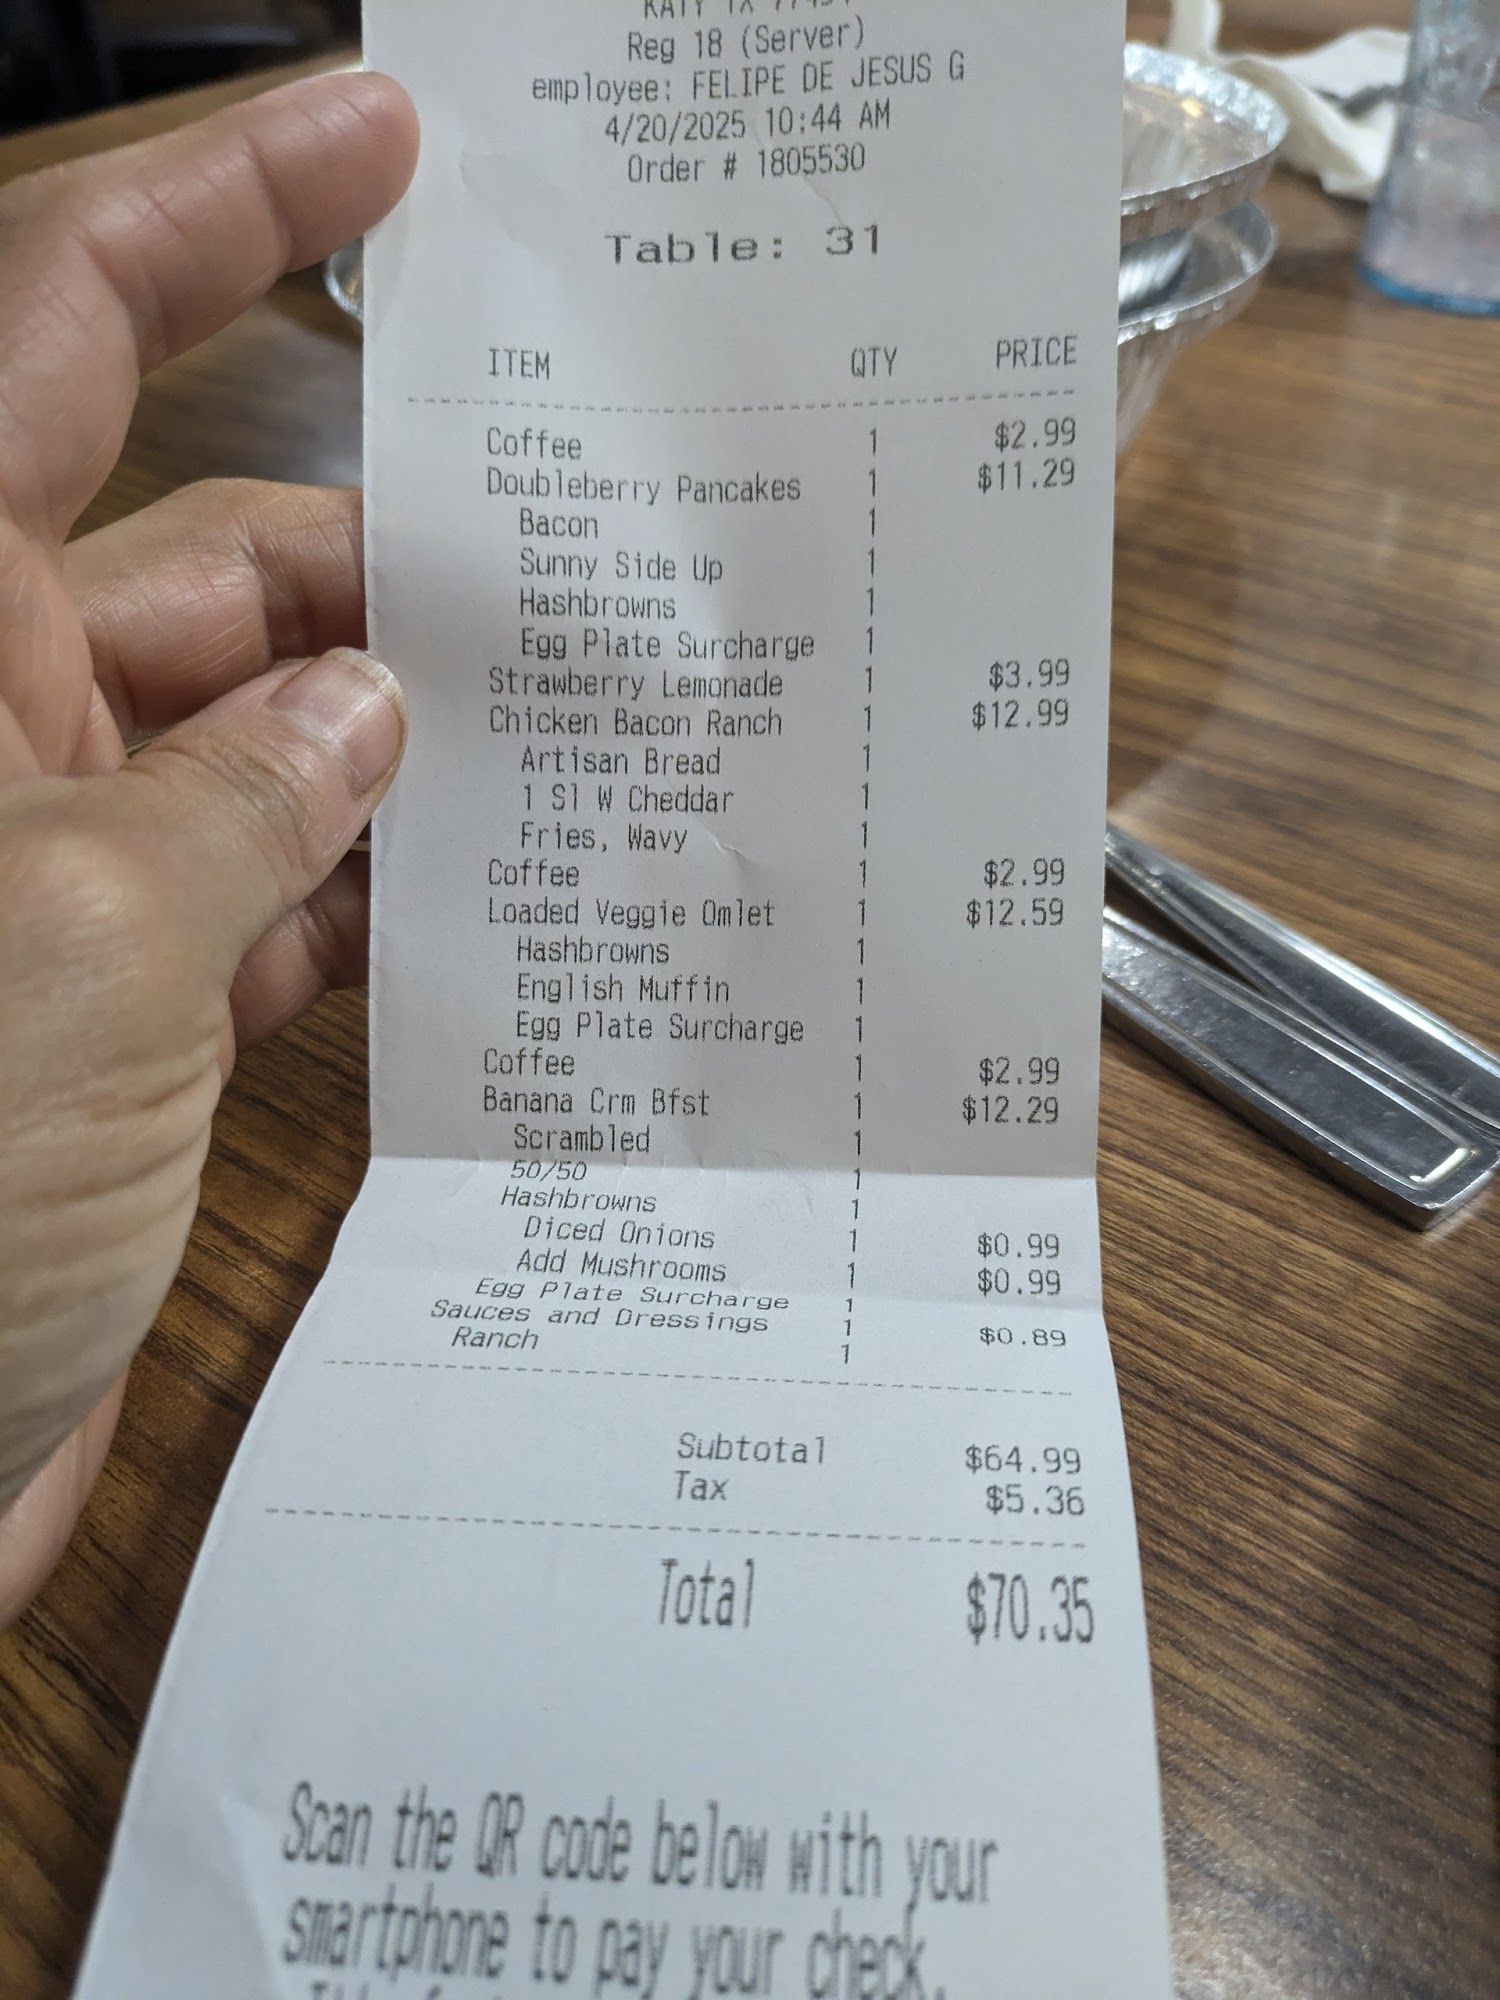 KATY TX
Reg 18 (Server)
employee: FELIPE DE JESUS G
4/20/2025 10:44 AM
Order # 1805530
Table: 31
ITEM QTY PRICE
Coffee 1 $2.99
Doubleberry Pancakes 1 $11.29
Bacon 1
Sunny Side Up 1
Hashbrowns 1
Egg Plate Surcharge 1
Strawberry Lemonade 1 $3.99
Chicken Bacon Ranch 1 $12.99
Artisan Bread 1
1 Sl W Cheddar 1
Fries, Wavy 1
Coffee 1 $2.99
Loaded Veggie Omlet 1 $12.59
Hashbrowns 1
English Muffin 1
Egg Plate Surcharge 1
Coffee 1 $2.99
Banana Crm Bfst 1 $12.29
Scrambled 1
50/50 1
Hashbrowns 1
Diced Onions 1 $0.99
Add Mushrooms 1 $0.99
Egg Plate Surcharge 1
Sauces and Dressings 1 $0.89
Ranch 1
Subtotal $64.99
Tax $5.36
Total $70.35
Scan the QR code below with your
smartphone to pay your check.